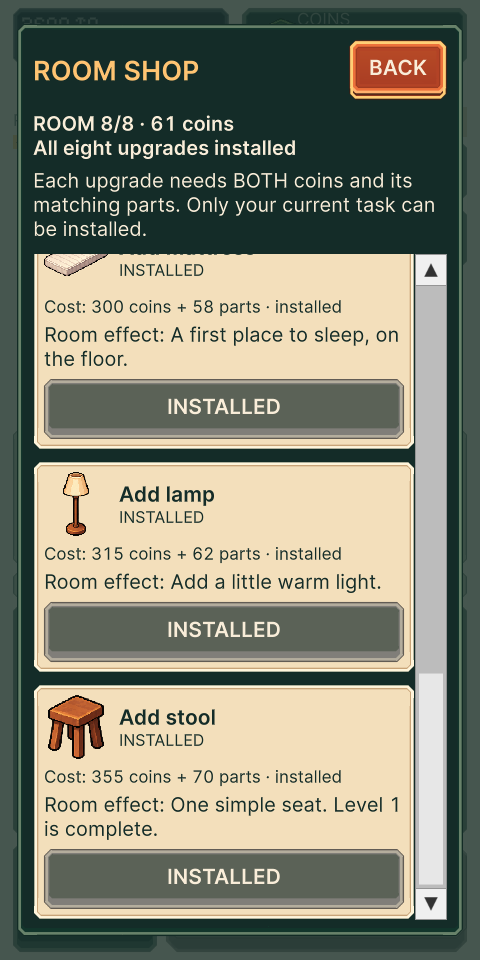 COINS
ROOM SHOP
BACK
ROOM 8/8 · 61 coins
All eight upgrades installed
Each upgrade needs BOTH coins and its
matching parts. Only your current task can
be installed.
INSTALLED
Cost: 300 coins + 58 parts · installed
Room effect: A first place to sleep, on
the floor.
INSTALLED
Add lamp
INSTALLED
Cost: 315 coins + 62 parts · installed
Room effect: Add a little warm light.
INSTALLED
Add stool
INSTALLED
Cost: 355 coins + 70 parts · installed
Room effect: One simple seat. Level 1
is complete.
INSTALLED